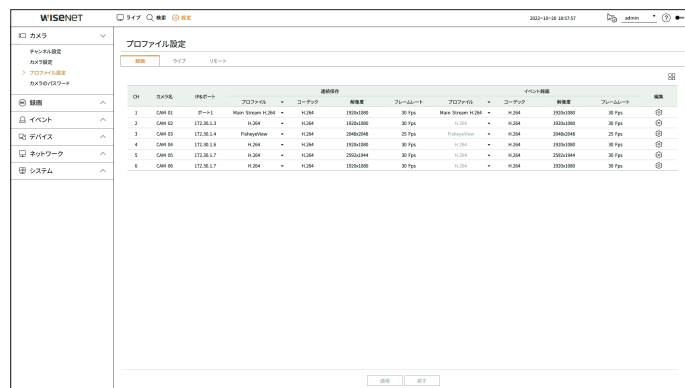 WISENET
ライブ 検索 設定
2022-10-20 18:57:57 admin
カメラ
チャンネル設定
カメラ設定
プロファイル設定
カメラのパスワード
録画
イベント
デバイス
ネットワーク
システム
プロファイル設定
録画 ライブ リモート
CH カメラ名 IP&ポート 連続保存 イベント録画 編集
プロファイル コーデック 解像度 フレームレート プロファイル コーデック 解像度 フレームレート
1 CAM 01 ポート1 Main Stream H.264 H.264 1920x1080 30 Fps Main Stream H.264 H.264 1920x1080 30 Fps
2 CAM 02 172.30.1.3 H.264 H.264 1920x1080 30 Fps H.264 H.264 1920x1080 30 Fps
3 CAM 03 172.30.1.4 FisheyeView H.264 2048x2048 25 Fps FisheyeView H.264 2048x2048 25 Fps
4 CAM 04 172.30.1.6 H.264 H.264 1920x1080 30 Fps H.264 H.264 1920x1080 30 Fps
5 CAM 05 172.30.1.7 H.264 H.264 2592x1944 30 Fps H.264 H.264 2592x1944 30 Fps
6 CAM 06 172.30.1.7 H.264 H.264 1920x1080 30 Fps H.264 H.264 1920x1080 30 Fps
適用 戻す